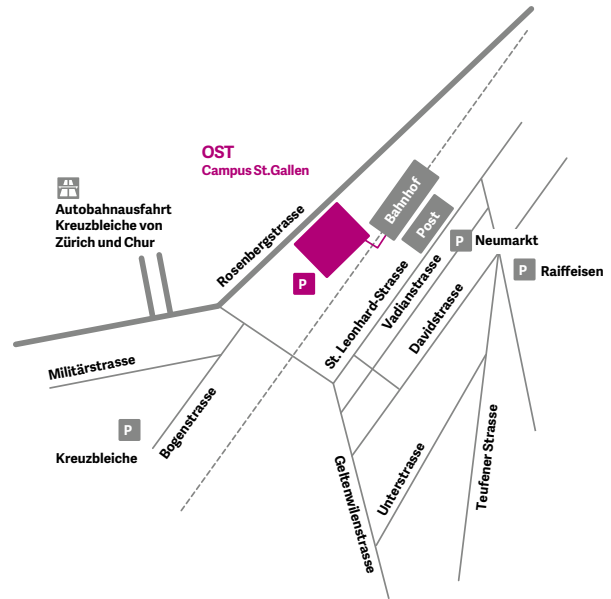 OST
Campus St.Gallen
Autobahnausfahrt
Kreuzbleiche von
Zürich und Chur
Rosenbergstrasse
Bahnhof
Post
P
Neumarkt
P
Raiffeisen
P
St. Leonhard-Strasse
Vadianstrasse
Davidstrasse
Militärstrasse
Bogenstrasse
P
Kreuzbleiche
Geltenwilenstrasse
Unterstrasse
Teufener Strasse